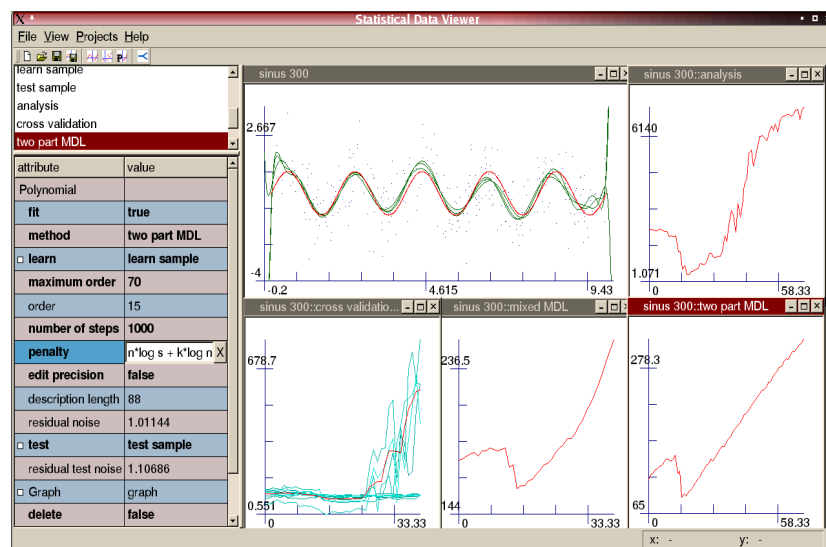 Statistical Data Viewer
File View Projects Help
learn sample
test sample
analysis
cross validation
two part MDL
attribute value
Polynomial
fit true
method two part MDL
learn learn sample
maximum order 70
order 15
number of steps 1000
penalty n*log s + k*log n X
edit precision false
description length 88
residual noise 1.01144
test test sample
residual test noise 1.10686
Graph graph
delete false
sinus 300
2.667
-4
-0.2 4.615 9.43
sinus 300::analysis
6140
1.071
0 58.33
sinus 300::cross validatio...
678.7
0.551
0 33.33
sinus 300::mixed MDL
236.5
144
0 33.33
sinus 300::two part MDL
278.3
65
0 58.33
x: - y: -